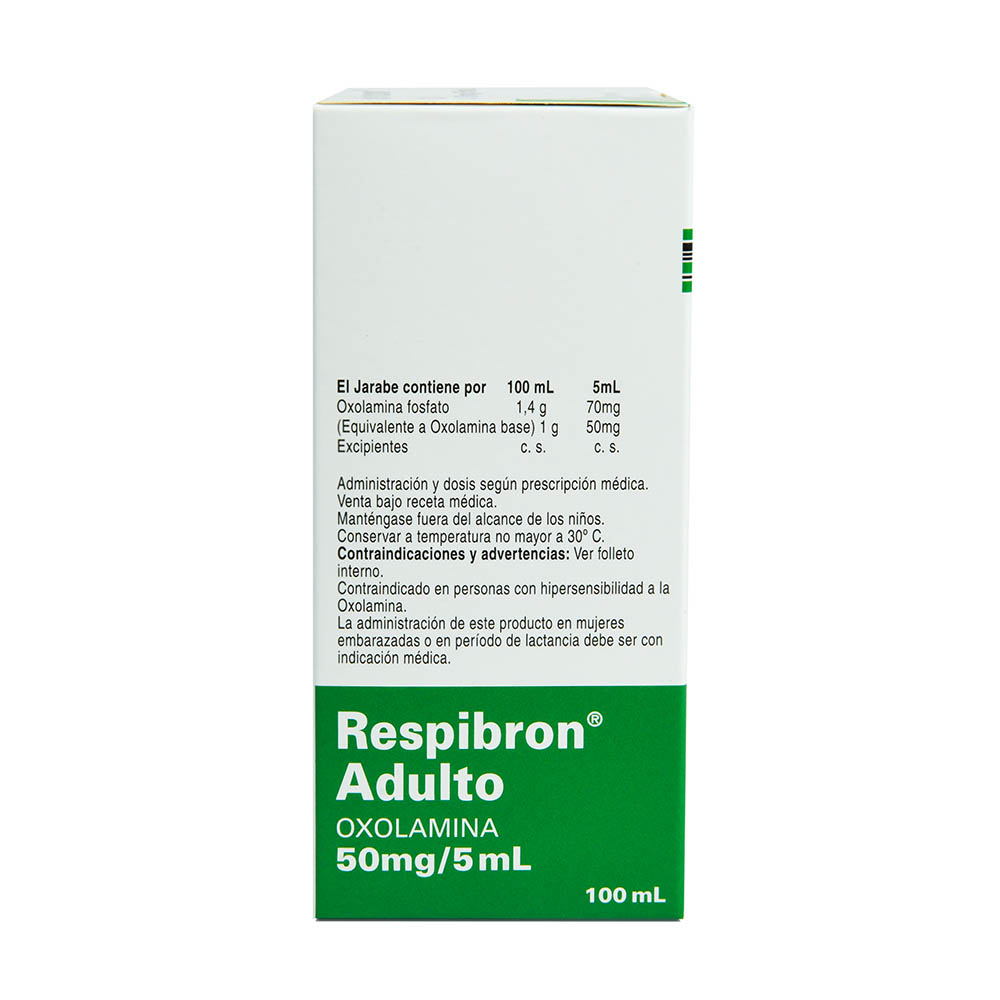 El Jarabe contiene por 100 mL 5mL
Oxolamina fosfato 1,4 g 70mg
(Equivalente a Oxolamina base) 1 g 50mg
Excipientes c. s. c. s.
Administración y dosis según prescripción médica.
Venta bajo receta médica.
Manténgase fuera del alcance de los niños.
Conservar a temperatura no mayor a 30º C.
Contraindicaciones y advertencias: Ver folleto
interno.
Contraindicado en personas con hipersensibilidad a la
Oxolamina.
La administración de este producto en mujeres
embarazadas o en período de lactancia debe ser con
indicación médica.
Respibron®
Adulto
OXOLAMINA
50mg/5 mL
100 mL